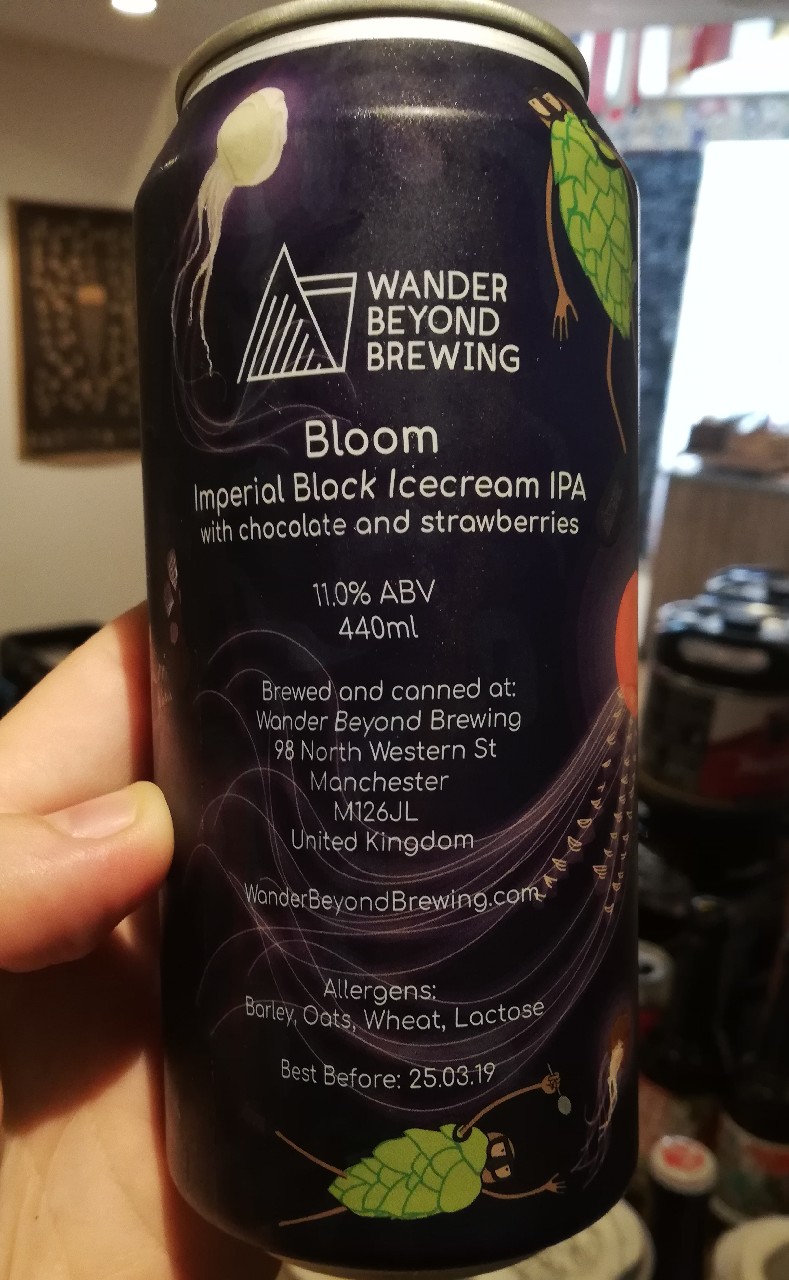 WANDER
BEYOND
BREWING
Bloom
Imperial Black Icecream IPA
with chocolate and strawberries
11.0% ABV
440ml
Brewed and canned at:
Wander Beyond Brewing
98 North Western St
Manchester
M126JL
United Kingdom
WanderBeyondBrewing.com
Allergens:
Barley, Oats, Wheat, Lactose
Best Before: 25.03.19